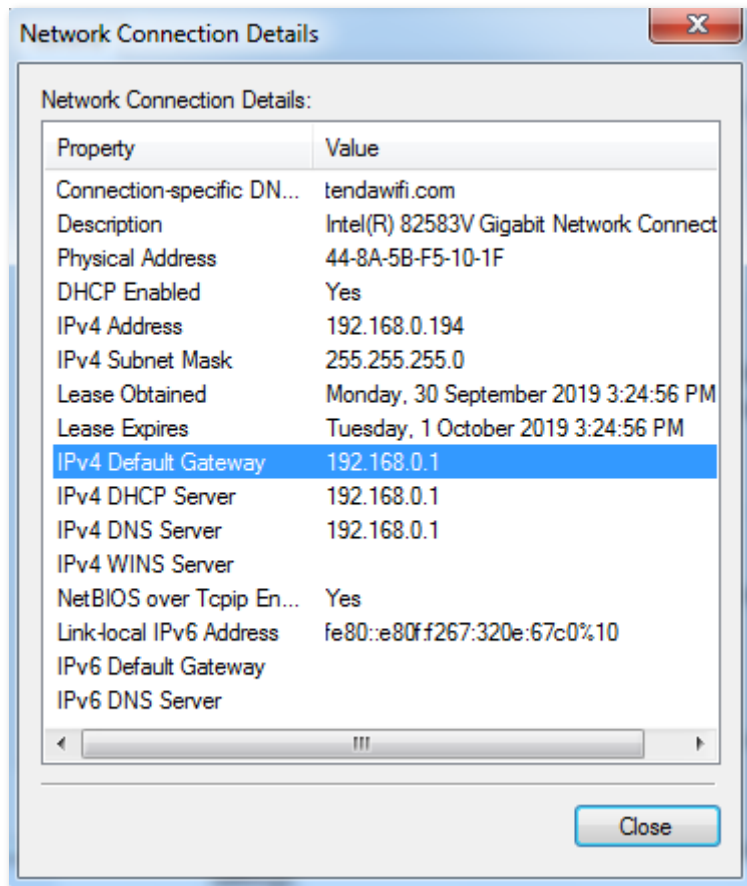 Network Connection Details
Network Connection Details:
Property Value
Connection-specific DN... tendawifi.com
Description Intel(R) 82583V Gigabit Network Connect
Physical Address 44-8A-5B-F5-10-1F
DHCP Enabled Yes
IPv4 Address 192.168.0.194
IPv4 Subnet Mask 255.255.255.0
Lease Obtained Monday, 30 September 2019 3:24:56 PM
Lease Expires Tuesday, 1 October 2019 3:24:56 PM
IPv4 Default Gateway 192.168.0.1
IPv4 DHCP Server 192.168.0.1
IPv4 DNS Server 192.168.0.1
IPv4 WINS Server
NetBIOS over Tcpip En... Yes
Link-local IPv6 Address fe80::e80f:f267:320e:67c0%10
IPv6 Default Gateway
IPv6 DNS Server
Close